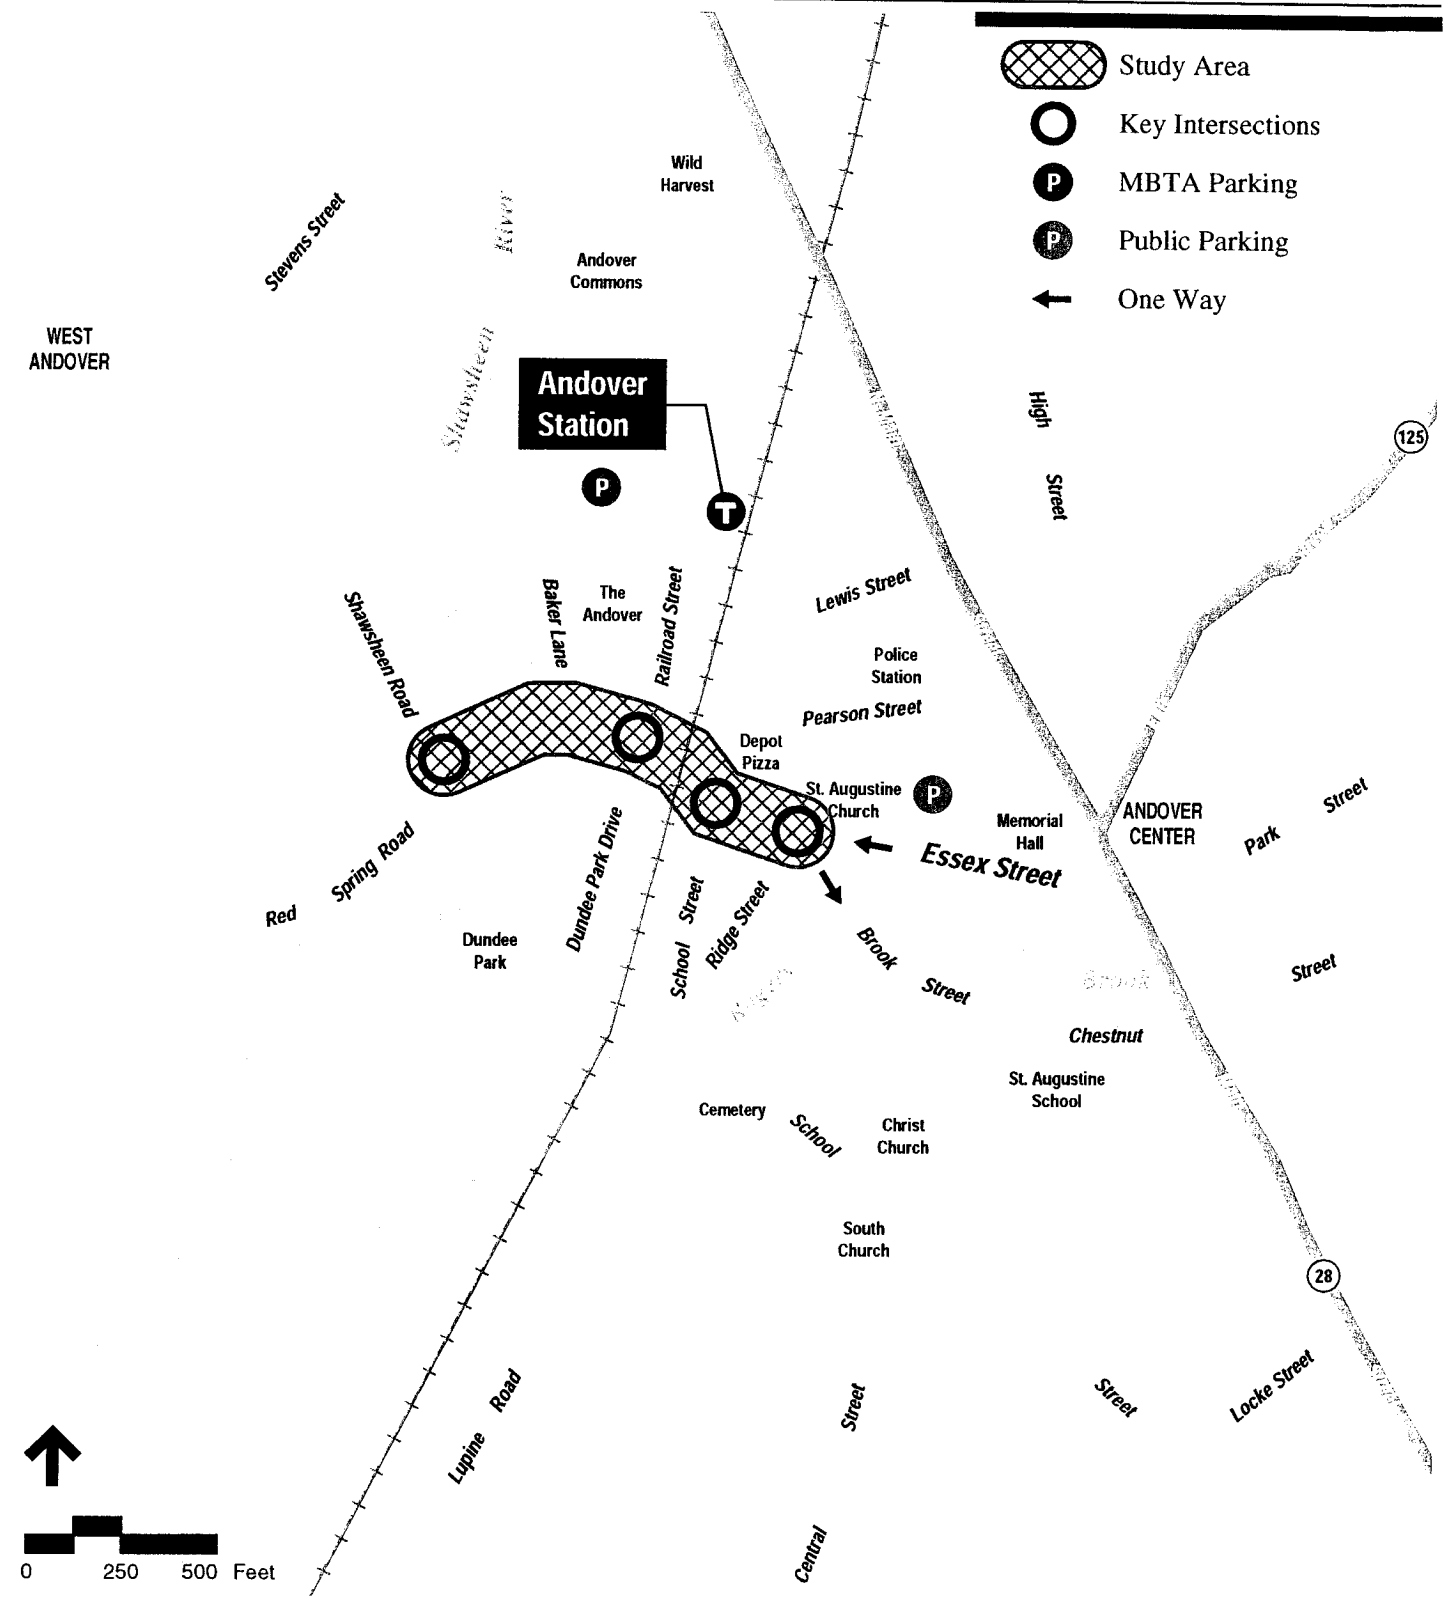 Study Area
Key Intersections
P MBTA Parking
P Public Parking
One Way
Wild
Harvest
Stevens Street
River
Shawsheen
Andover
Commons
WEST
ANDOVER
Andover
Station
P
T
High
Street
125
Shawsheen Road
Baker Lane
The
Andover
Railroad Street
Lewis Street
Police
Station
Pearson Street
Depot
Pizza
St. Augustine
Church
P
Memorial
Hall
ANDOVER
CENTER
Park Street
Essex Street
Red Spring Road
Dundee
Park
Dundee Park Drive
School Street
Ridge Street
Brook
Street
Rogers
Brook
Street
Chestnut
St. Augustine
School
Cemetery
School
Christ
Church
South
Church
28
Lupine Road
Street
Central
Street
Locke Street
0 250 500 Feet